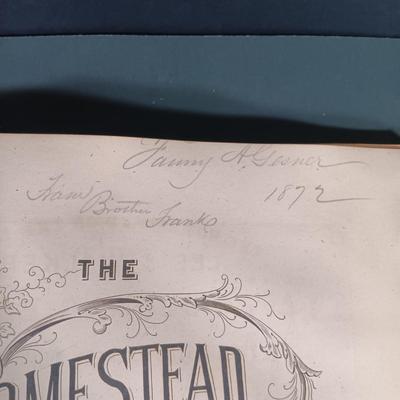 Fanny A. Gesner
From
Brother
Frank
1872
THE
OMESTEAD